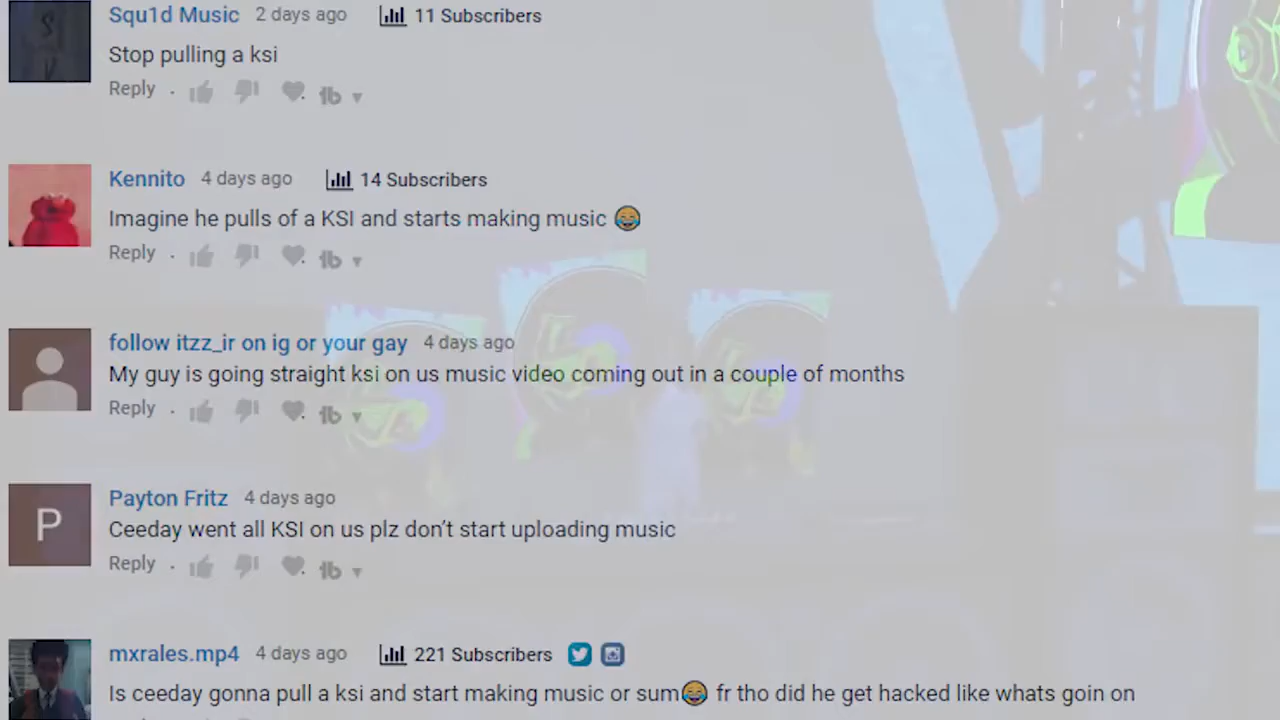 Squ1d Music 2 days ago 11 Subscribers
Stop pulling a ksi
Reply
Kennito 4 days ago 14 Subscribers
Imagine he pulls of a KSI and starts making music 😂
Reply
follow itzz_ir on ig or your gay 4 days ago
My guy is going straight ksi on us music video coming out in a couple of months
Reply
P
Payton Fritz 4 days ago
Ceeday went all KSI on us plz don’t start uploading music
Reply
mxrales.mp4 4 days ago 221 Subscribers
Is ceeday gonna pull a ksi and start making music or sum😂 fr tho did he get hacked like whats goin on